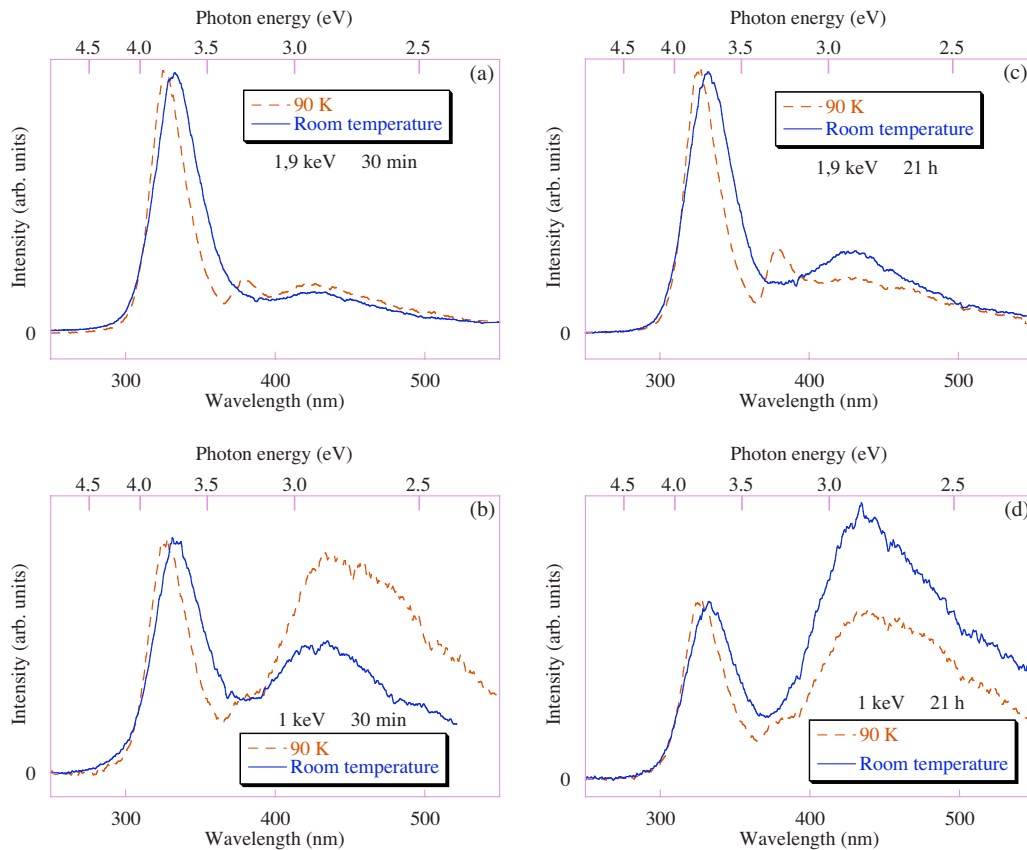 Photon energy (eV)
4.5 4.0 3.5 3.0 2.5
(a)
90 K
Room temperature
1,9 keV 30 min
Intensity (arb. units)
0
300 400 500
Wavelength (nm)
Photon energy (eV)
4.5 4.0 3.5 3.0 2.5
(c)
90 K
Room temperature
1,9 keV 21 h
Intensity (arb. units)
0
300 400 500
Wavelength (nm)
Photon energy (eV)
4.5 4.0 3.5 3.0 2.5
(b)
Intensity (arb. units)
1 keV 30 min
90 K
Room temperature
0
300 400 500
Wavelength (nm)
Photon energy (eV)
4.5 4.0 3.5 3.0 2.5
(d)
Intensity (arb. units)
1 keV 21 h
90 K
Room temperature
0
300 400 500
Wavelength (nm)